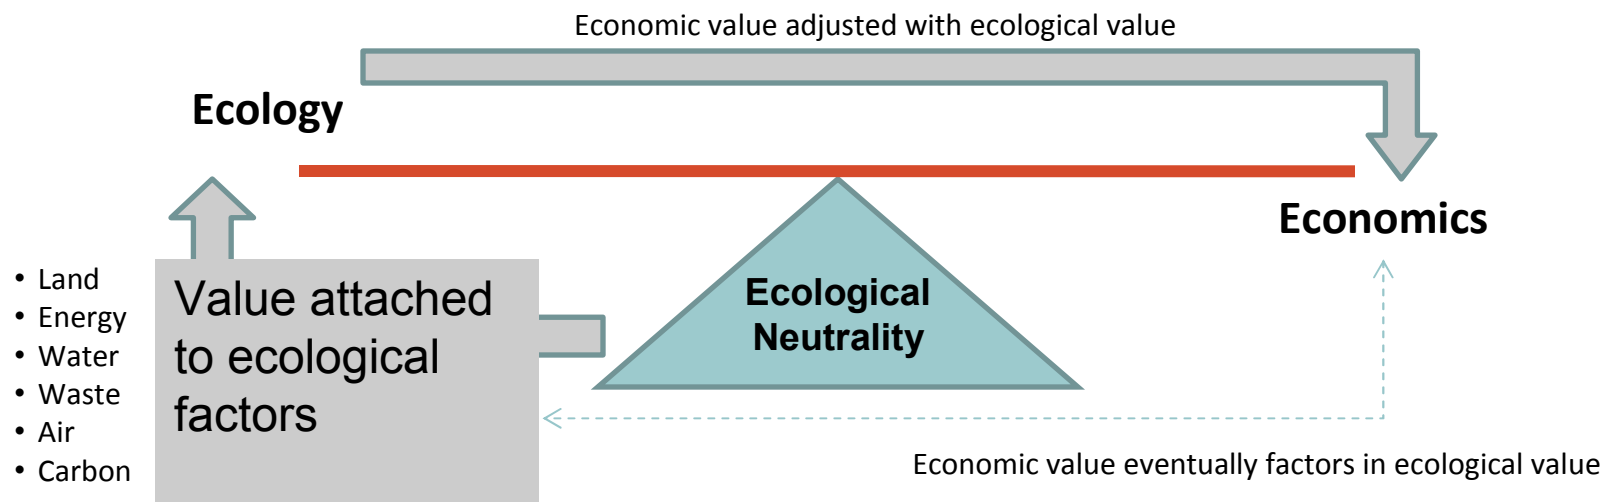 Economic value adjusted with ecological value
Ecology
Economics
• Land
• Energy
• Water
• Waste
• Air
• Carbon
Value attached
to ecological
factors
Ecological
Neutrality
Economic value eventually factors in ecological value